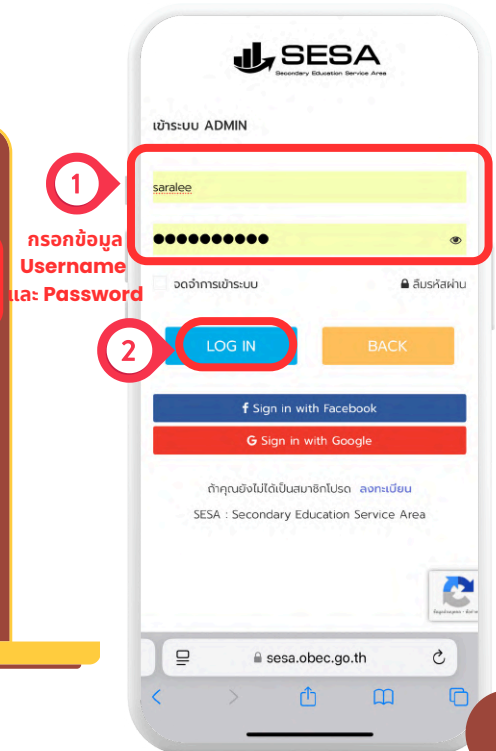 SESA
Secondary Education Service Area
เข้าระบบ ADMIN
1
saralee
กรอกข้อมูล
Username
และ Password
จดจำการเข้าระบบ
ลืมรหัสผ่าน
2
LOG IN
BACK
f Sign in with Facebook
G Sign in with Google
ถ้าคุณยังไม่ได้เป็นสมาชิกโปรด ลงทะเบียน
SESA : Secondary Education Service Area
sesa.obec.go.th